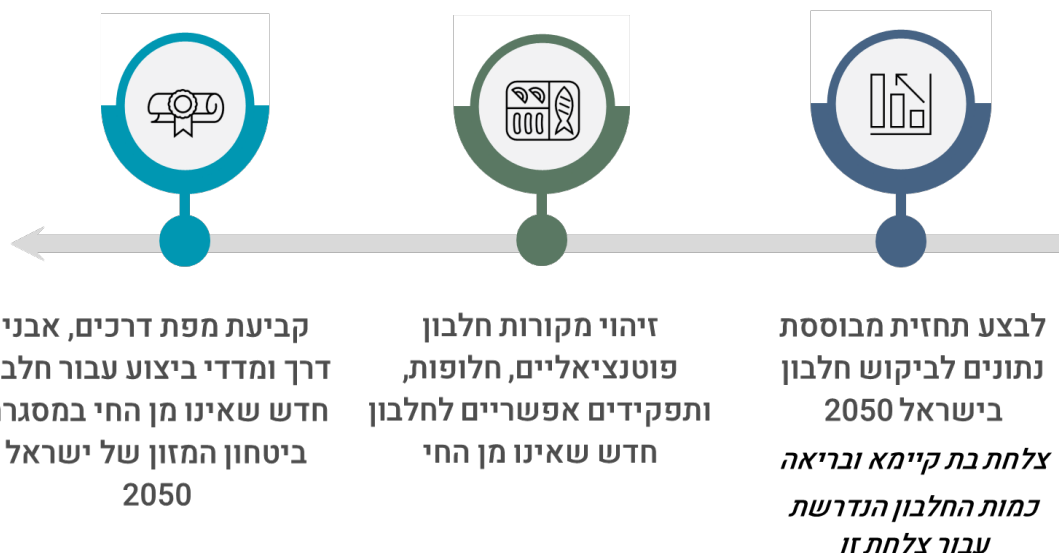 לבצע תחזית מבוססת
נתונים לביקוש חלבון
בישראל 2050
צלחת בת קיימא ובריאה
כמות החלבון הנדרשת
עבור צלחת זו
זיהוי מקורות חלבון
פוטנציאליים, חלופות,
ותפקידים אפשריים לחלבון
חדש שאינו מן החי
קביעת מפת דרכים, אבני
דרך ומדדי ביצוע עבור
חדש שאינו מן החי
ביטחון המזון של ישראל
2050